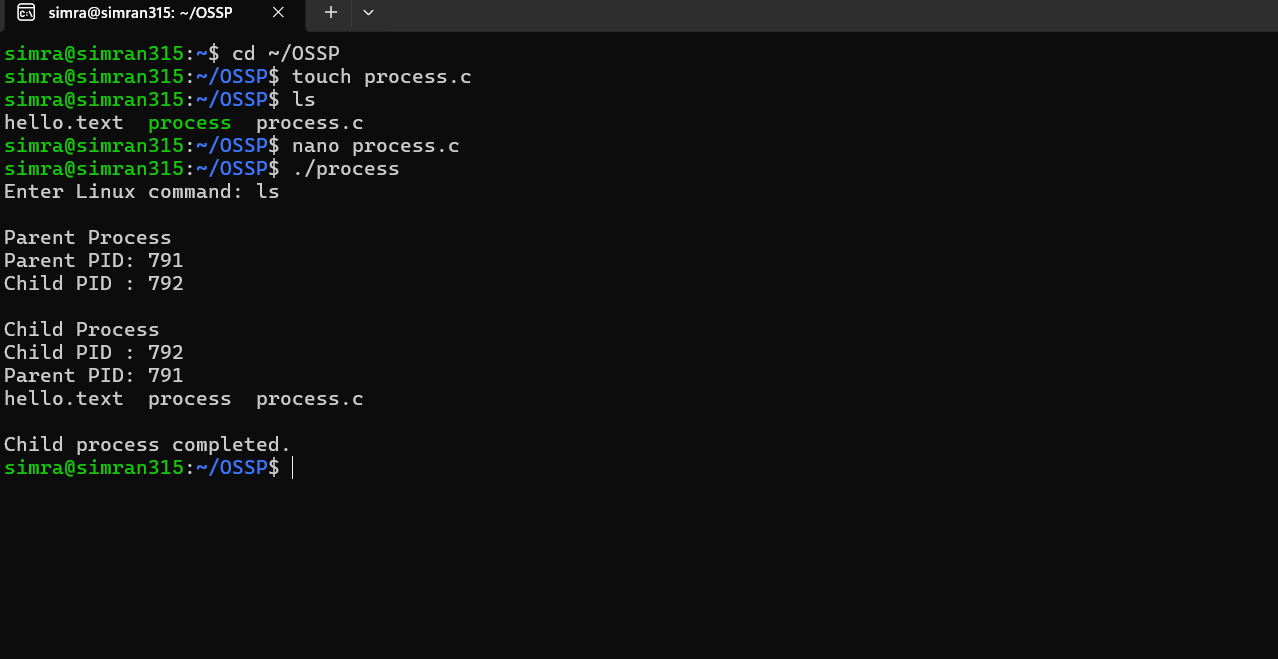 simra@simran315: ~/OSSP
simra@simran315:~$ cd ~/OSSP
simra@simran315:~/OSSP$ touch process.c
simra@simran315:~/OSSP$ ls
hello.text  process  process.c
simra@simran315:~/OSSP$ nano process.c
simra@simran315:~/OSSP$ ./process
Enter Linux command: ls

Parent Process
Parent PID: 791
Child PID : 792

Child Process
Child PID : 792
Parent PID: 791
hello.text  process  process.c

Child process completed.
simra@simran315:~/OSSP$